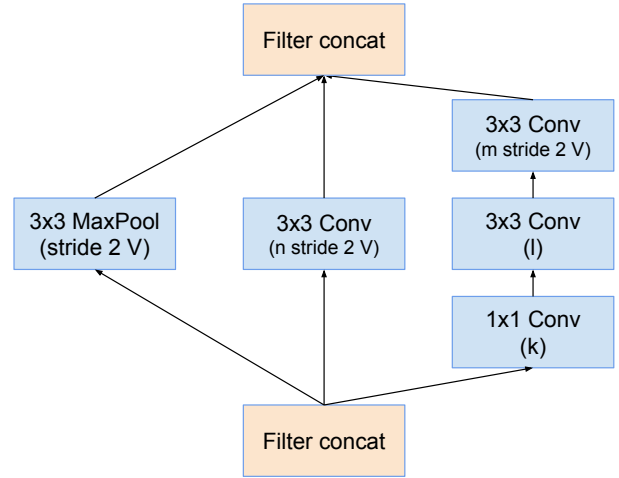 Filter concat
3x3 Conv
(m stride 2 V)
3x3 MaxPool
(stride 2 V)
3x3 Conv
(n stride 2 V)
3x3 Conv
(l)
1x1 Conv
(k)
Filter concat